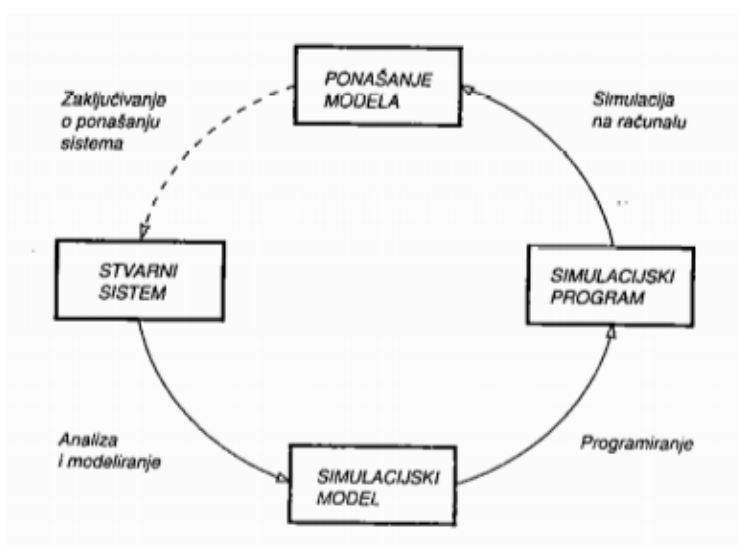 PONAŠANJE
MODELA
Zaključivanje
o ponašanju
sistema
Simulacija
na računalu
STVARNI
SISTEM
SIMULACIJSKI
PROGRAM
Analiza
i modeliranje
Programiranje
SIMULACIJSKI
MODEL